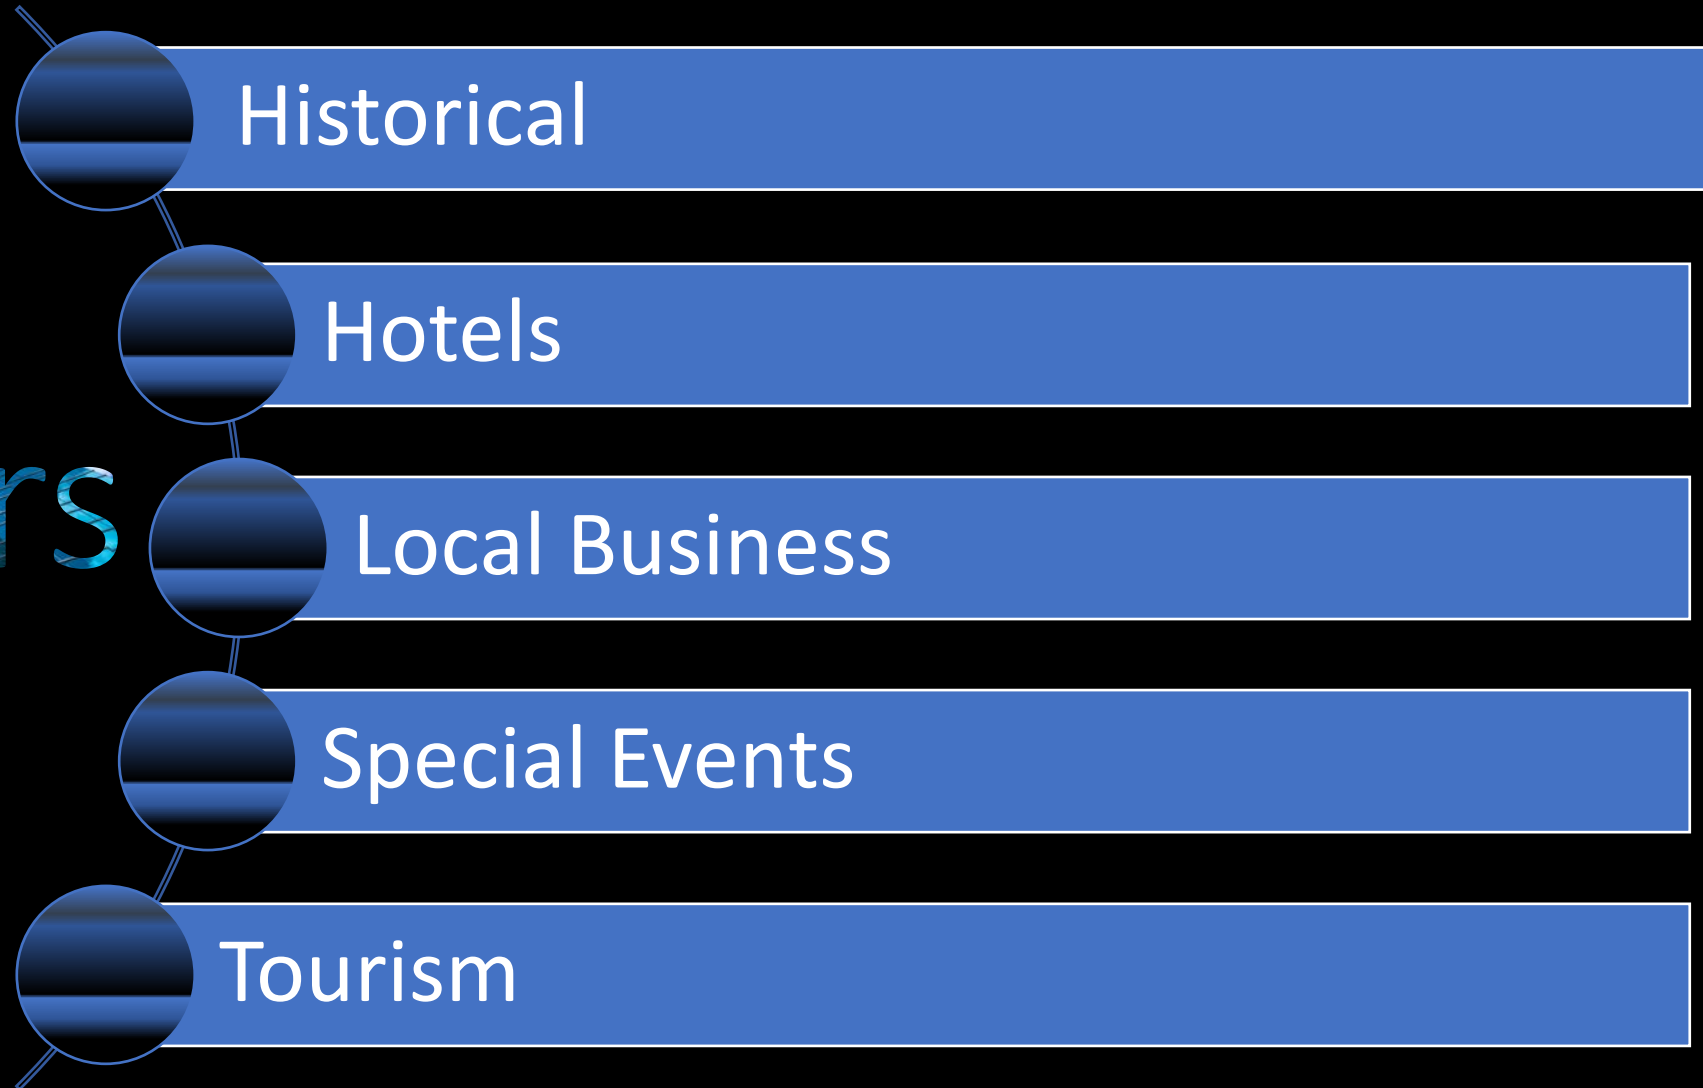 Historical
Hotels
rs
Local Business
Special Events
Tourism